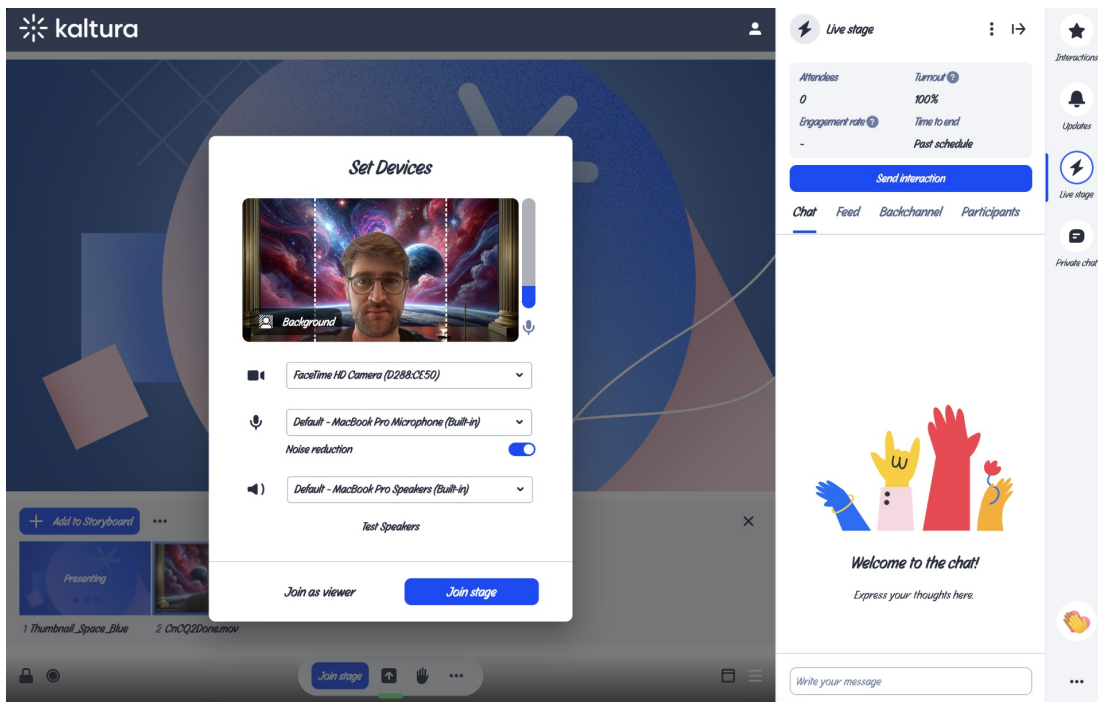 kaltura
Set Devices
Background
FaceTime HD Camera (D288:CE50)
Default - MacBook Pro Microphone (Built-in)
Noise reduction
Default - MacBook Pro Speakers (Built-in)
Test Speakers
Join as viewer
Join stage
+ Add to Storyboard
Presenting
1 Thumbnail_Space_Blue
2 CnCQ2Done.mov
Join stage
Live stage
Attendees
Turnout ?
0
100%
Engagement rate ?
Time to end
-
Past schedule
Send interaction
Chat
Feed
Backchannel
Participants
W
Welcome to the chat!
Express your thoughts here.
Write your message
Interactions
Updates
Live stage
Private chat